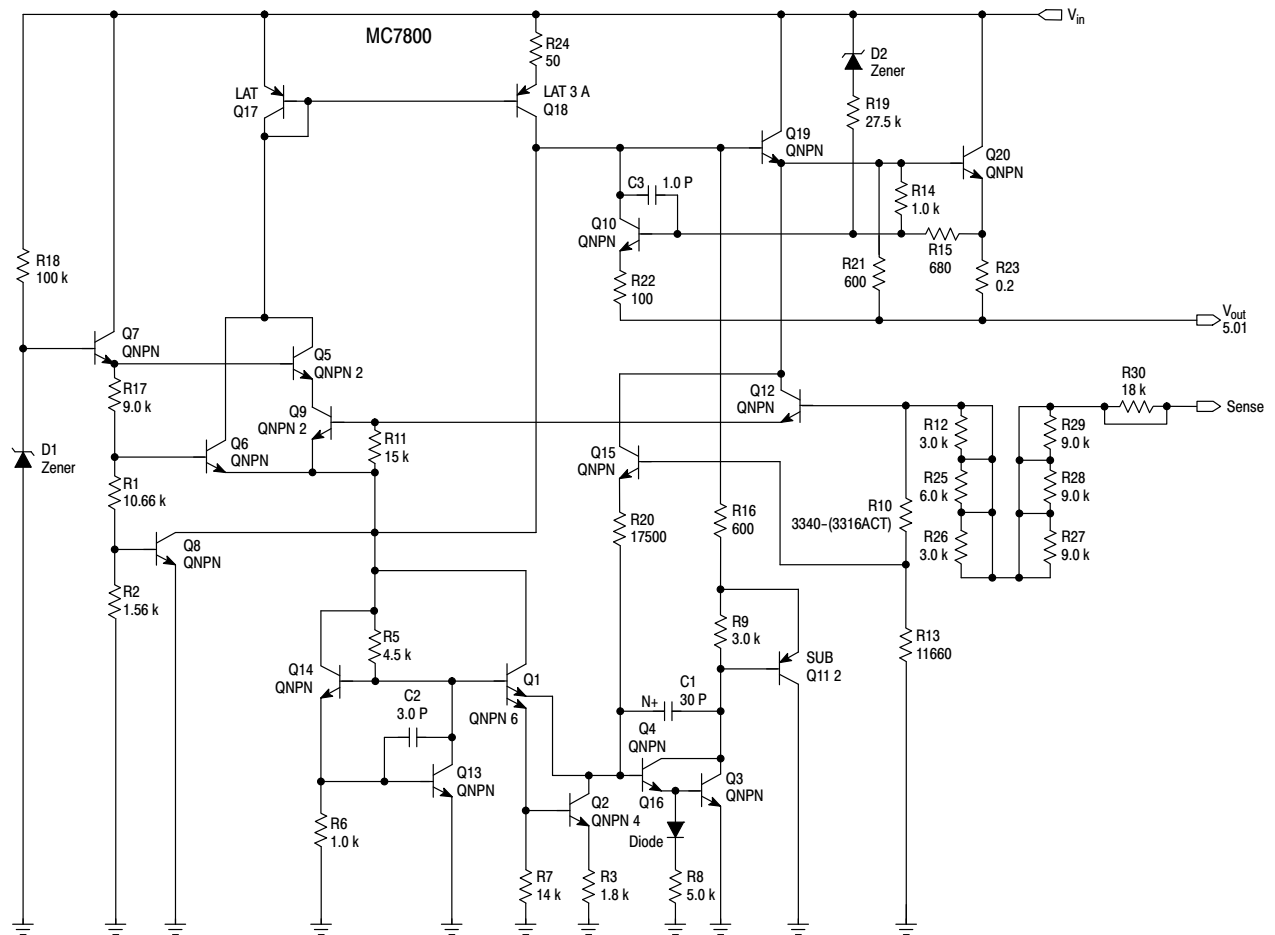 MC7800
Vin
R24
50
D2
Zener
LAT
Q17
LAT 3 A
Q18
R19
27.5 k
Q19
QNPN
Q20
QNPN
C3
1.0 P
R14
1.0 k
Q10
QNPN
R15
680
R18
100 k
R21
600
R23
0.2
R22
100
Vout
5.01
Q7
QNPN
Q5
QNPN 2
R30
18 k
R17
9.0 k
Q12
QNPN
Sense
Q9
QNPN 2
R12
3.0 k
R29
9.0 k
D1
Zener
Q6
QNPN
R11
15 k
Q15
QNPN
R25
6.0 k
R28
9.0 k
R1
10.66 k
R20
17500
R16
600
R10
3340-(3316ACT)
R26
3.0 k
R27
9.0 k
Q8
QNPN
R2
1.56 k
R5
4.5 k
R9
3.0 k
R13
11660
Q14
QNPN
Q1
QNPN 6
SUB
Q11 2
C2
3.0 P
N+
C1
30 P
Q4
QNPN
Q13
QNPN
Q2
QNPN 4
Q16
Q3
QNPN
R6
1.0 k
Diode
R7
14 k
R3
1.8 k
R8
5.0 k